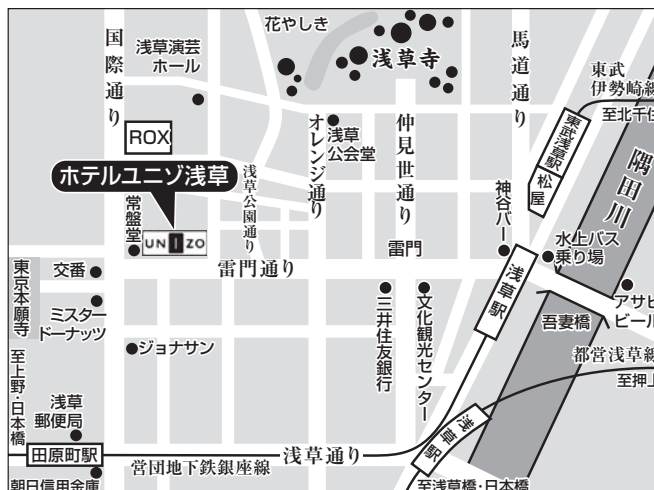 国際通り
浅草演芸
ホール
花やしき
浅草寺
馬道通り
東武
伊勢崎線
至北千住
東武浅草駅
松屋
隅田川
ROX
オレンジ通り
浅草
公会堂
仲見世通り
ホテルユニゾ浅草
浅草公園通り
常盤堂
UNIZO
雷門通り
雷門
神谷バー
水上バス
乗り場
浅草駅
東京本願寺
交番
ミスター
ドーナッツ
三井住友銀行
文化観光センター
吾妻橋
アサヒ
ビール
ジョナサン
都営浅草線
至押上
至上野・日本橋
浅草
郵便局
浅草駅
田原町駅
営団地下鉄銀座線
浅草通り
朝日信用金庫
至浅草橋・日本橋